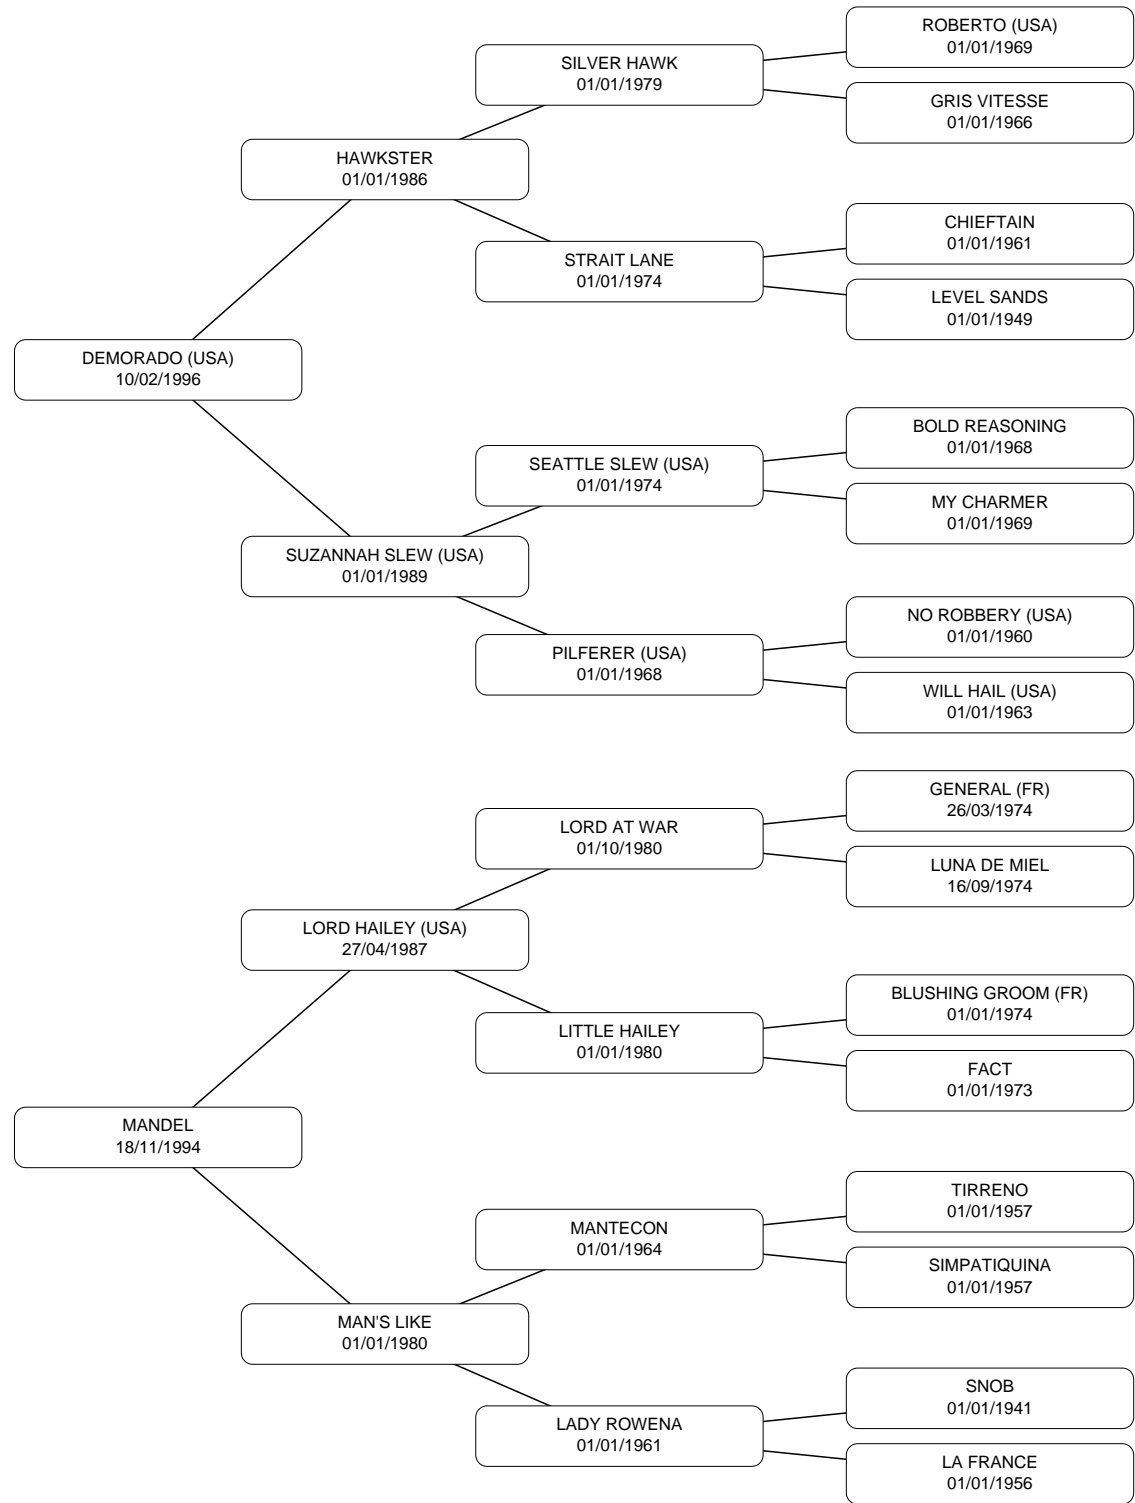 ROBERTO (USA)
01/01/1969
SILVER HAWK
01/01/1979
GRIS VITESSE
01/01/1966
HAWKSTER
01/01/1986
CHIEFTAIN
01/01/1961
STRAIT LANE
01/01/1974
LEVEL SANDS
01/01/1949
DEMORADO (USA)
10/02/1996
BOLD REASONING
01/01/1968
SEATTLE SLEW (USA)
01/01/1974
MY CHARMER
01/01/1969
SUZANNAH SLEW (USA)
01/01/1989
NO ROBBERY (USA)
01/01/1960
PILFERER (USA)
01/01/1968
WILL HAIL (USA)
01/01/1963
GENERAL (FR)
26/03/1974
LORD AT WAR
01/10/1980
LUNA DE MIEL
16/09/1974
LORD HAILEY (USA)
27/04/1987
BLUSHING GROOM (FR)
01/01/1974
LITTLE HAILEY
01/01/1980
FACT
01/01/1973
MANDEL
18/11/1994
TIRRENO
01/01/1957
MANTECON
01/01/1964
SIMPATIQUINA
01/01/1957
MAN'S LIKE
01/01/1980
SNOB
01/01/1941
LADY ROWENA
01/01/1961
LA FRANCE
01/01/1956